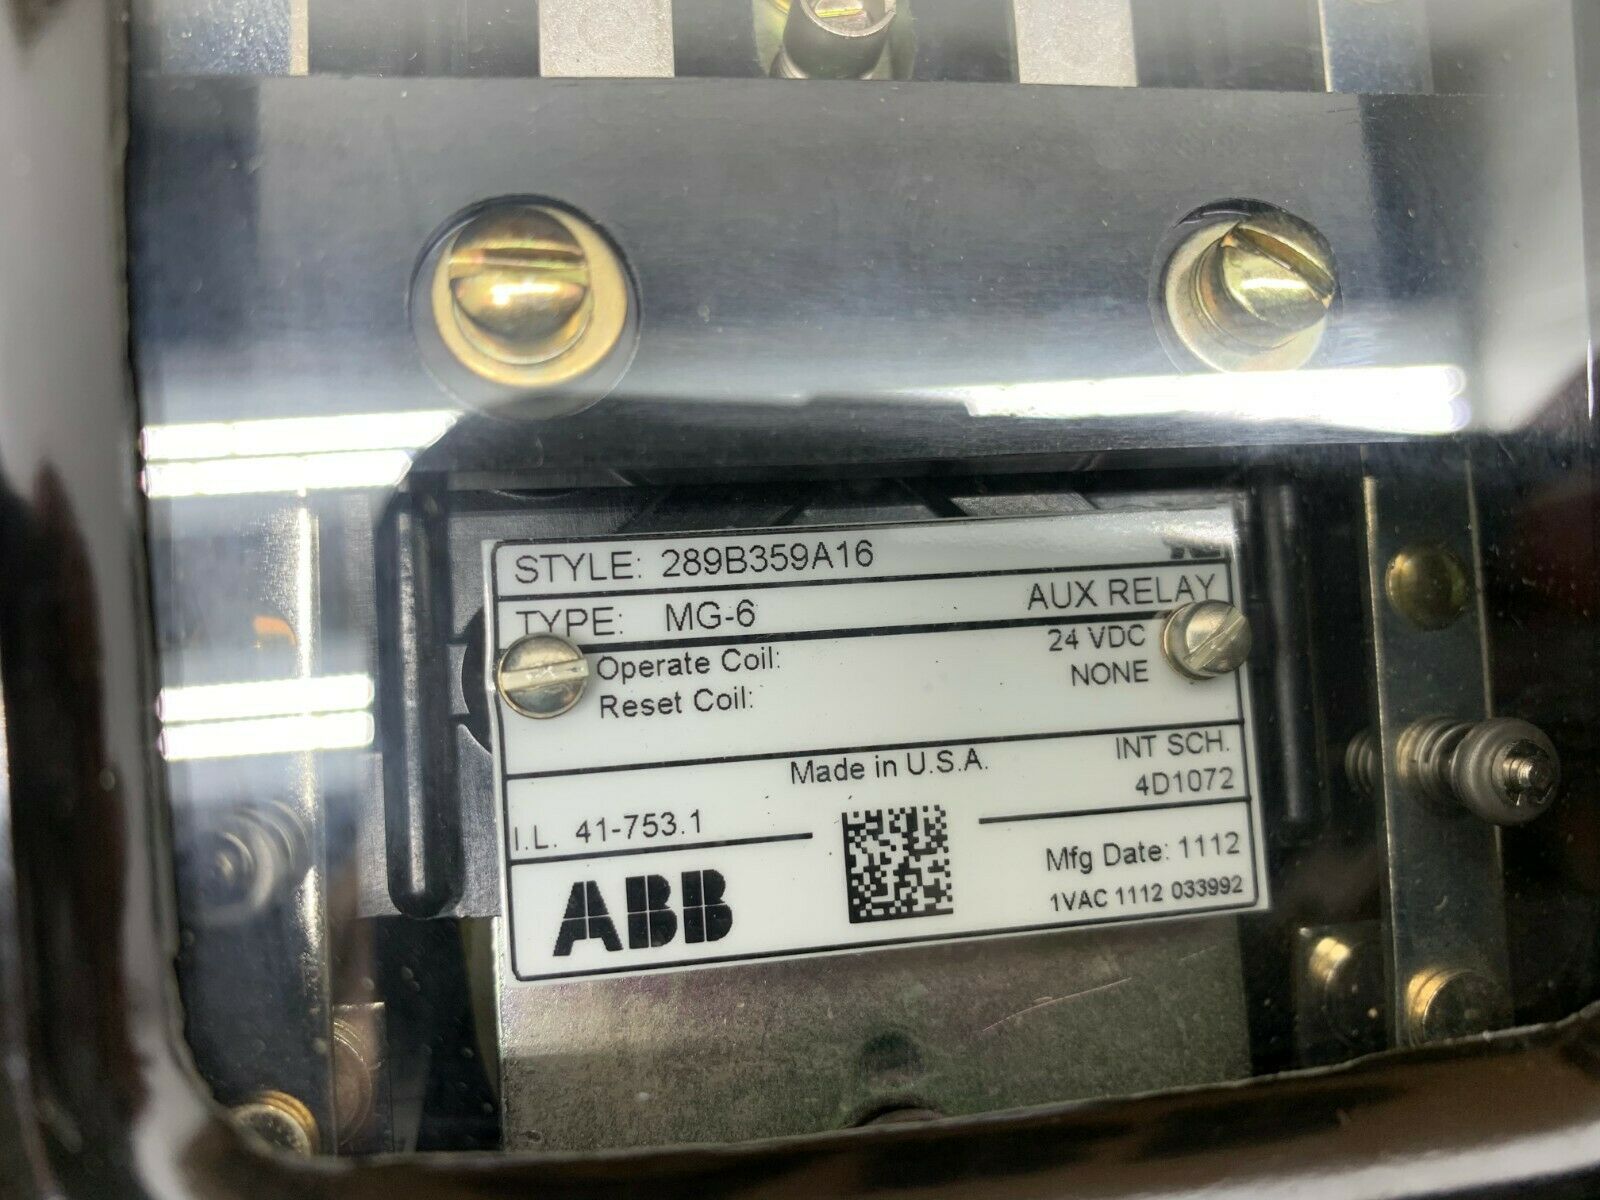 STYLE: 289B359A16
TYPE: MG-6 AUX RELAY
Operate Coil: 24 VDC
Reset Coil: NONE
Made in U.S.A. INT SCH.
4D1072
I.L. 41-753.1
ABB
Mfg Date: 1112
1VAC 1112 033992